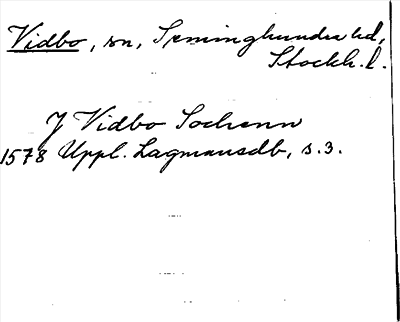 Vidbo, sn, Seminghundra hd,
Stockh. l.
J Vidbo Sochenn
1578 Uppl. Lagmansdb, s. 3.